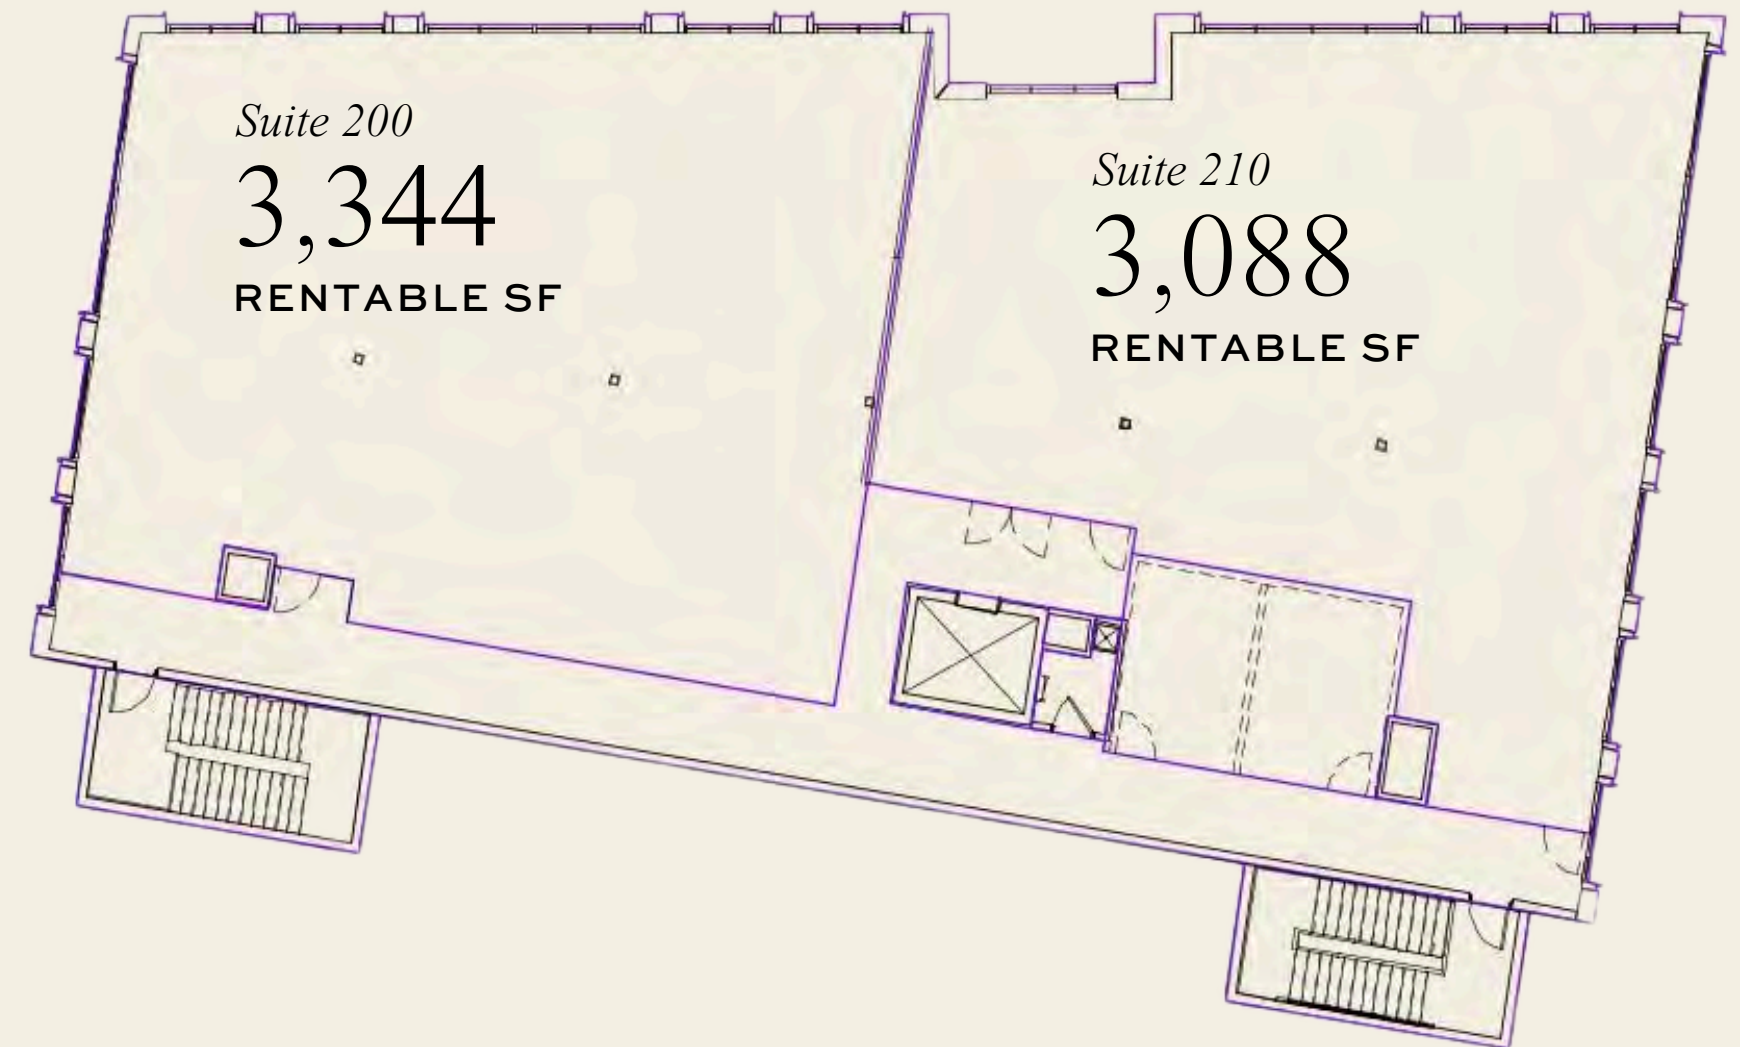 Suite 200
3,344
RENTABLE SF
Suite 210
3,088
RENTABLE SF